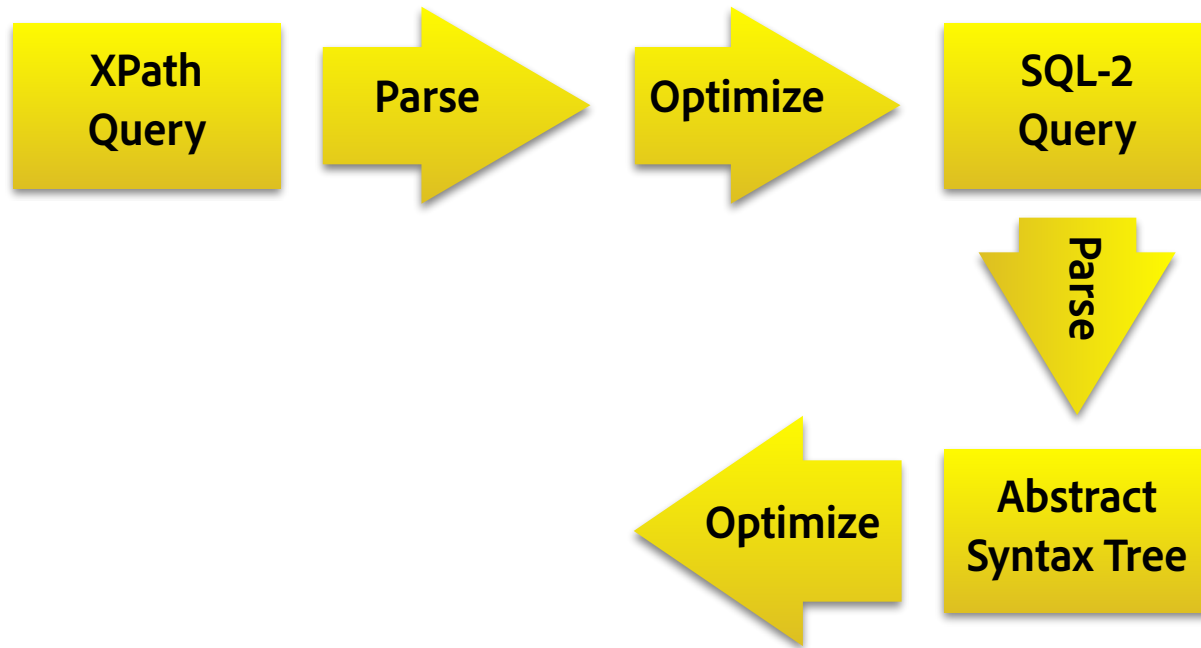 XPath
Query
Parse
Optimize
SQL-2
Query
Parse
Abstract
Syntax Tree
Optimize